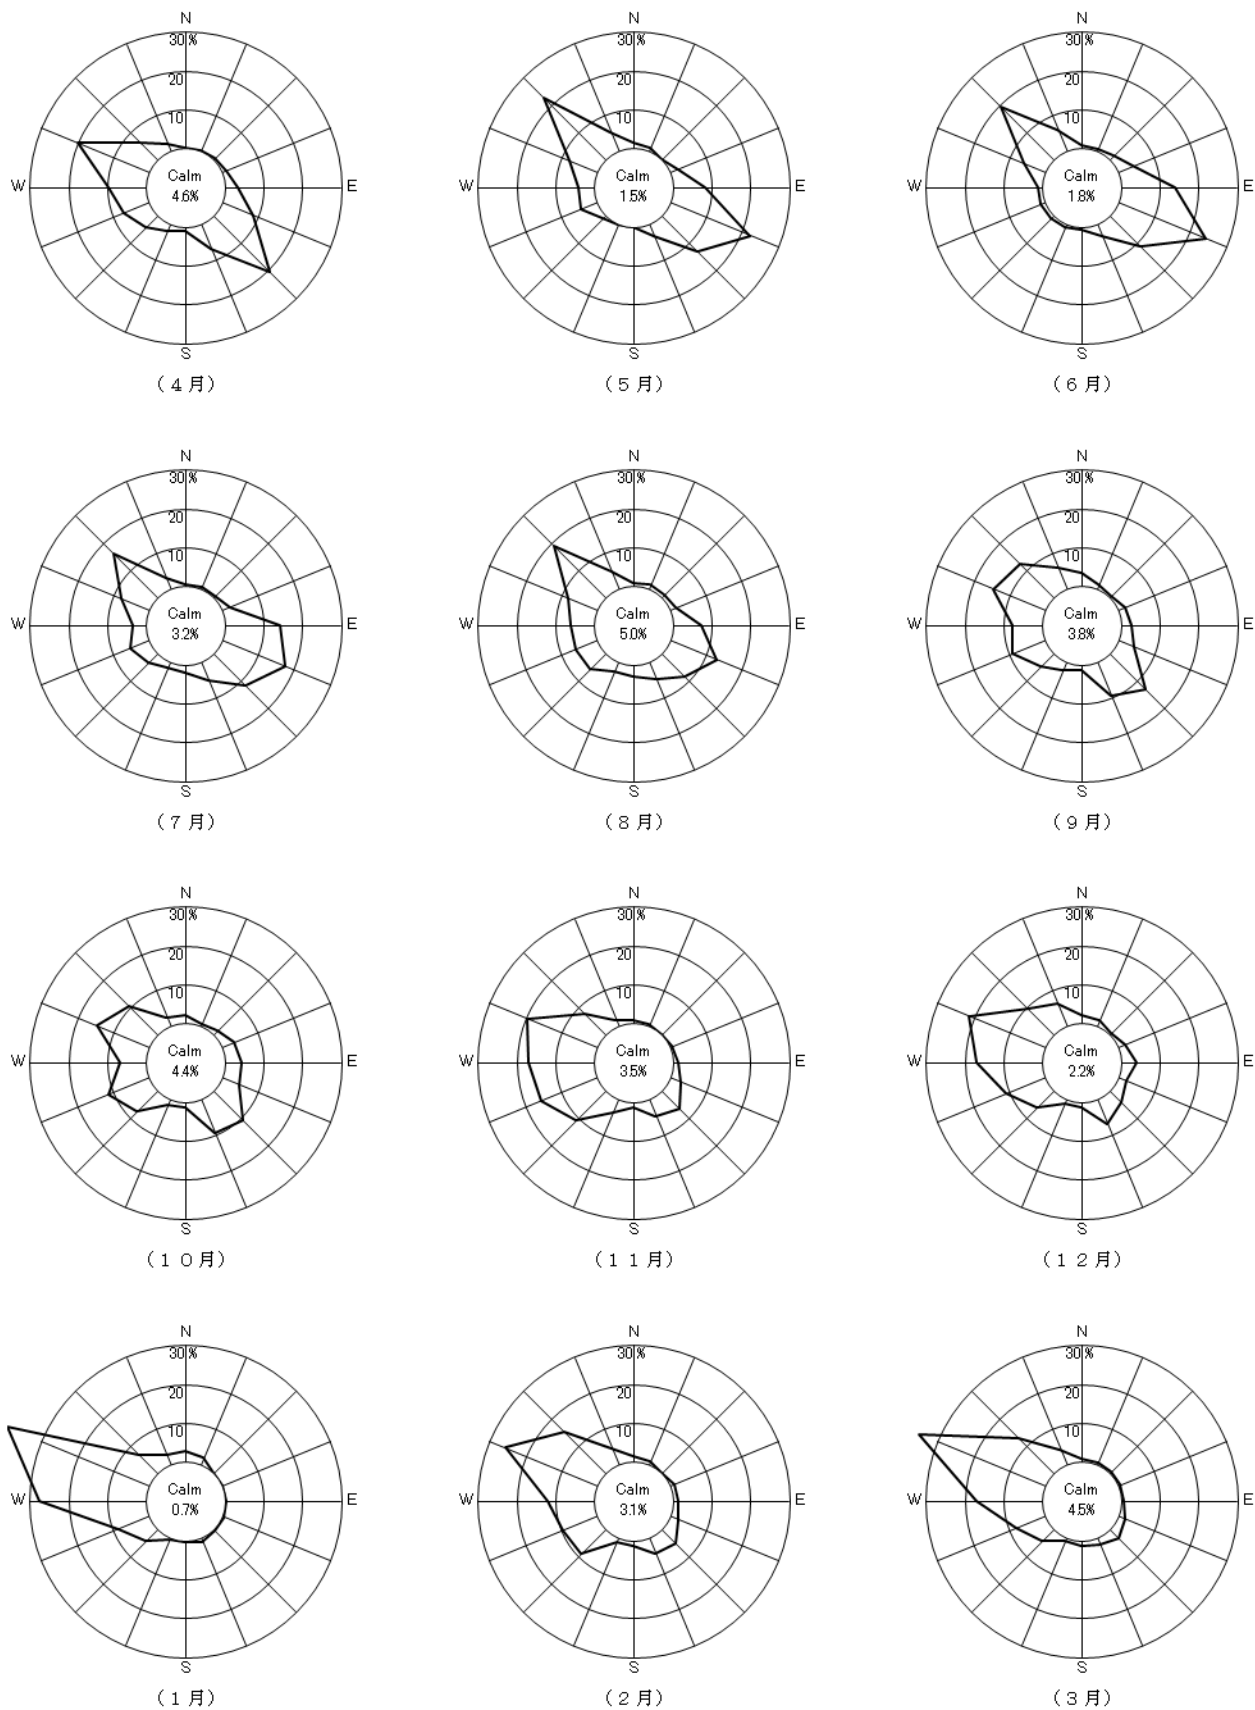 N N N
30% 30% 30%
20 20 20
10 10 10
Calm Calm Calm
W E W E W E
4.6% 1.5% 1.8%
S S S
(4月) (5月) (6月)
N N N
30% 30% 30%
20 20 20
10 10 10
Calm Calm Calm
W E W E W E
3.2% 5.0% 3.8%
S S S
(7月) (8月) (9月)
N N N
30% 30% 30%
20 20 20
10 10 10
Calm Calm Calm
W E W E W E
4.4% 3.5% 2.2%
S S S
(10月) (11月) (12月)
N N N
30% 30% 30%
20 20 20
10 10 10
Calm Calm Calm
W E W E W E
0.7% 3.1% 4.5%
S S S
(1月) (2月) (3月)